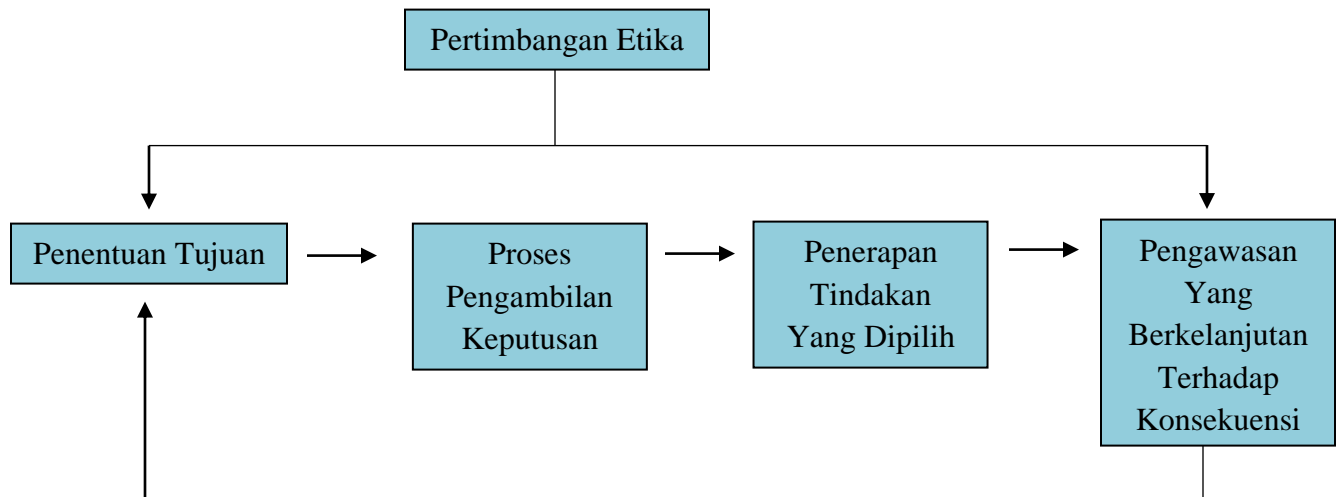 Pertimbangan Etika
Penentuan Tujuan
Proses
Pengambilan
Keputusan
Penerapan
Tindakan
Yang Dipilih
Pengawasan
Yang
Berkelanjutan
Terhadap
Konsekuensi